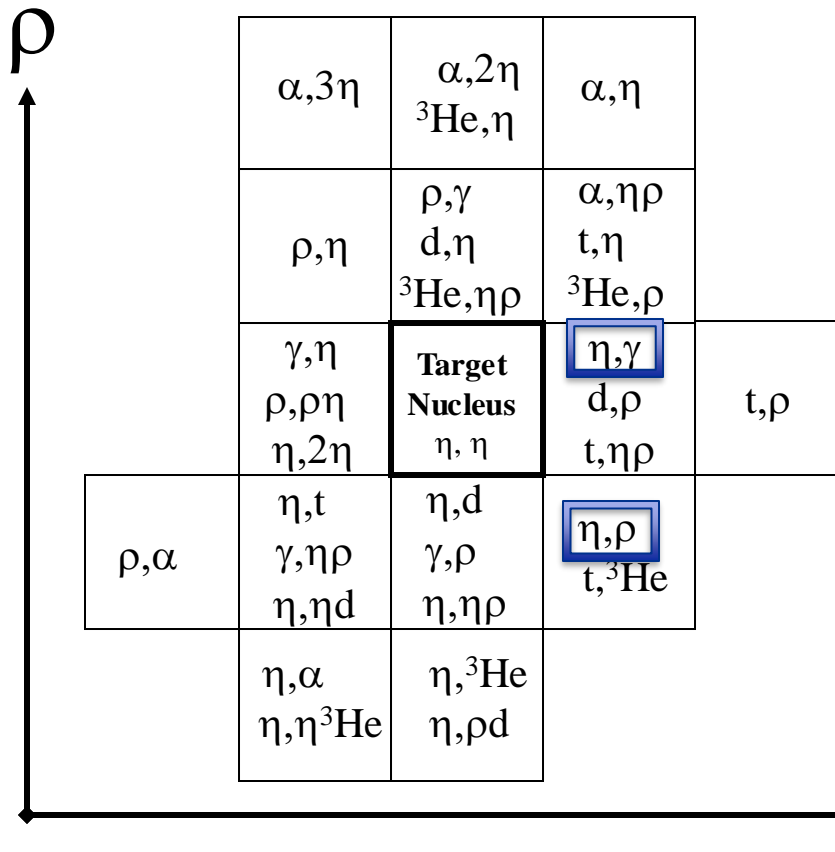 ρ
α,3η
α,2η
³He,η
α,η
ρ,η
ρ,γ
d,η
³He,ηρ
α,ηρ
t,η
³He,ρ
γ,η
ρ,ρη
η,2η
Target
Nucleus
η, η
η,γ
d,ρ
t,ηρ
t,ρ
ρ,α
η,t
γ,ηρ
η,ηd
η,d
γ,ρ
η,ηρ
η,ρ
t,³He
η,α
η,η³He
η,³He
η,ρd